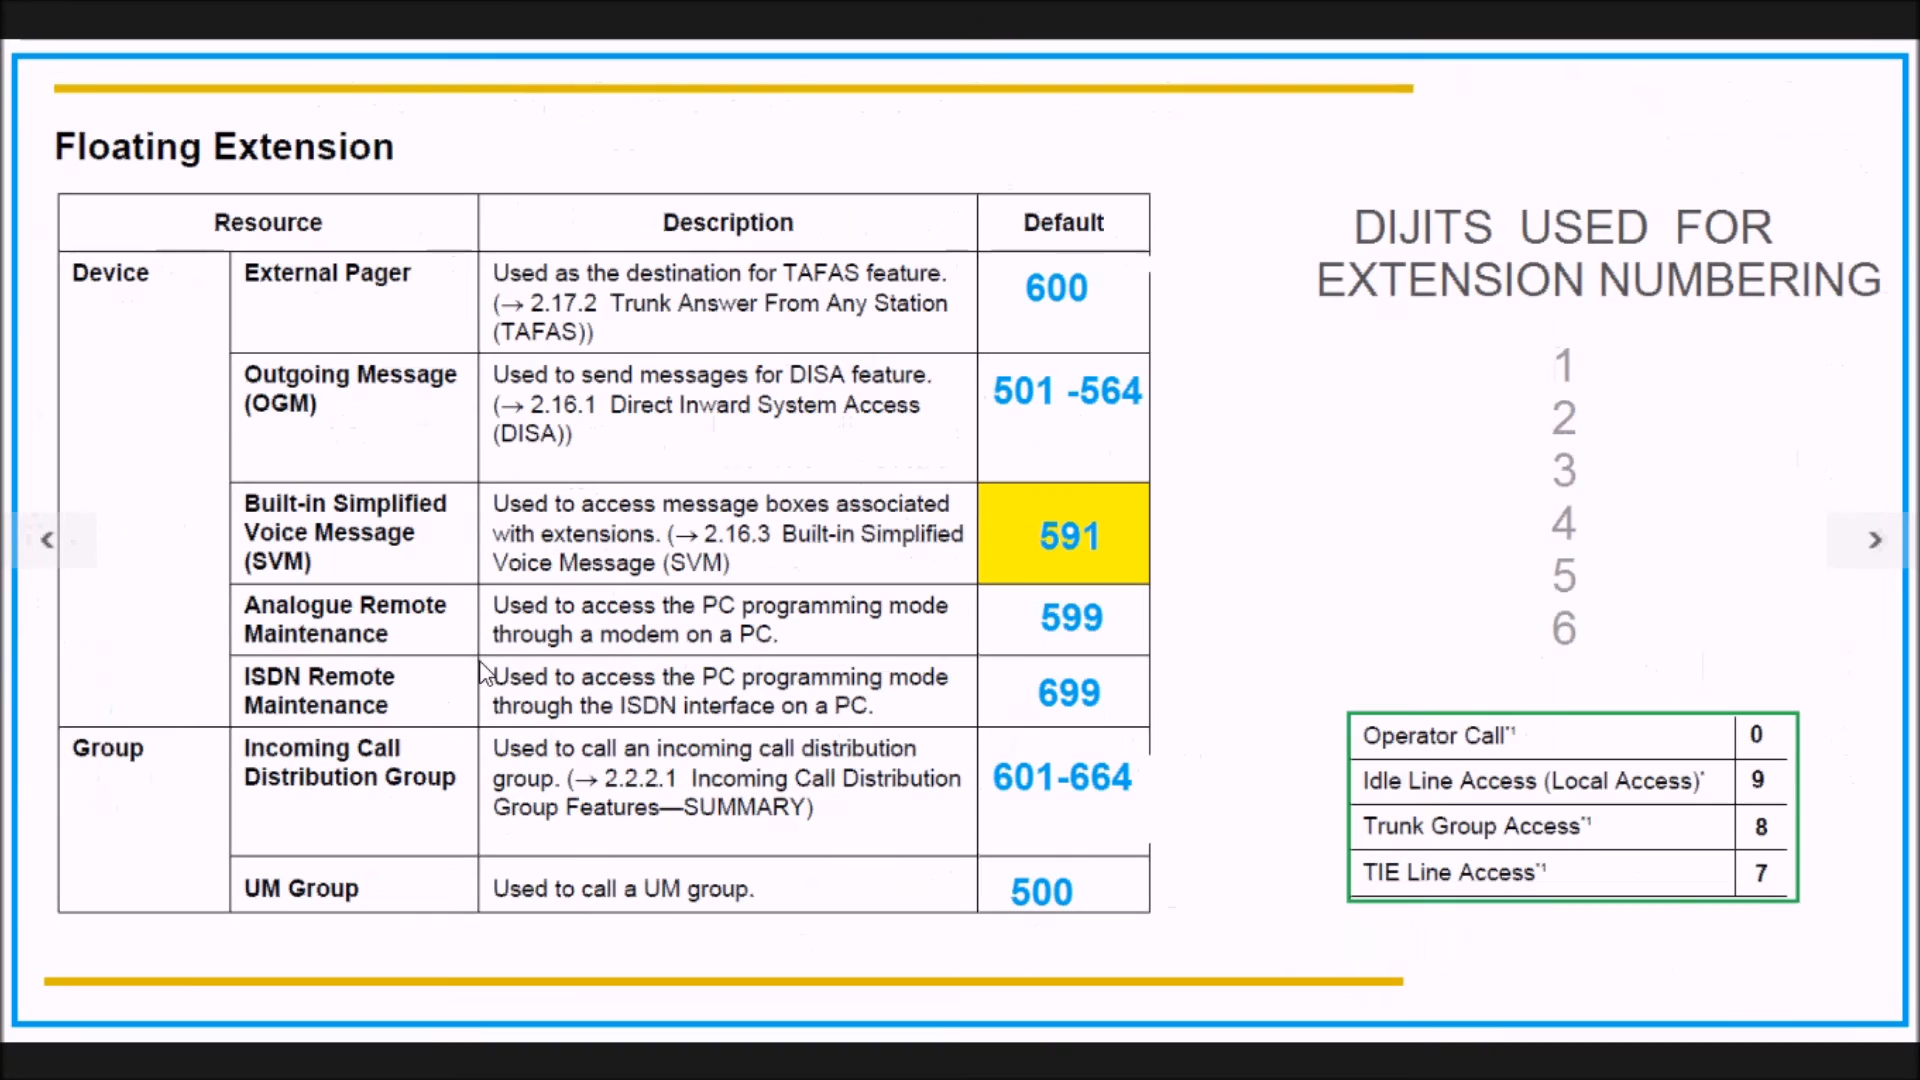 Floating Extension
Resource Description Default
Device External Pager Used as the destination for TAFAS feature. 600
(→ 2.17.2 Trunk Answer From Any Station
(TAFAS))
Outgoing Message Used to send messages for DISA feature. 501 -564
(OGM) (→ 2.16.1 Direct Inward System Access
(DISA))
Built-in Simplified Used to access message boxes associated
Voice Message with extensions. (→ 2.16.3 Built-in Simplified 591
(SVM) Voice Message (SVM)
Analogue Remote Used to access the PC programming mode 599
Maintenance through a modem on a PC.
ISDN Remote Used to access the PC programming mode 699
Maintenance through the ISDN interface on a PC.
Group Incoming Call Used to call an incoming call distribution
Distribution Group group. (→ 2.2.2.1 Incoming Call Distribution 601-664
Group Features—SUMMARY)
UM Group Used to call a UM group. 500
DIJITS USED FOR
EXTENSION NUMBERING
1
2
3
4
5
6
Operator Call*1 0
Idle Line Access (Local Access)* 9
Trunk Group Access*1 8
TIE Line Access*1 7